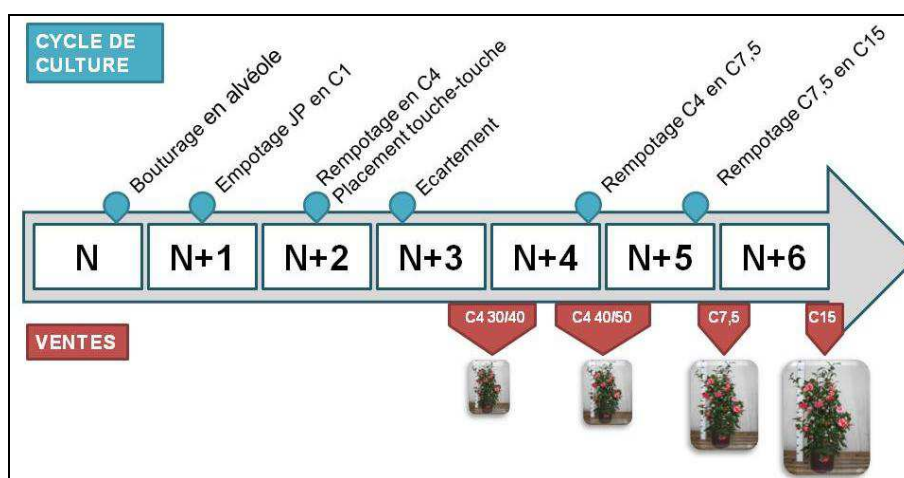 CYCLE DE
CULTURE
Bouturage en alvéole
Empotage JP en C1
Rempotage en C4
Placement touche-touche
Ecartement
Rempotage C4 en C7,5
Rempotage C7,5 en C15
N
N+1
N+2
N+3
N+4
N+5
N+6
VENTES
C4 30/40
C4 40/50
C7,5
C15